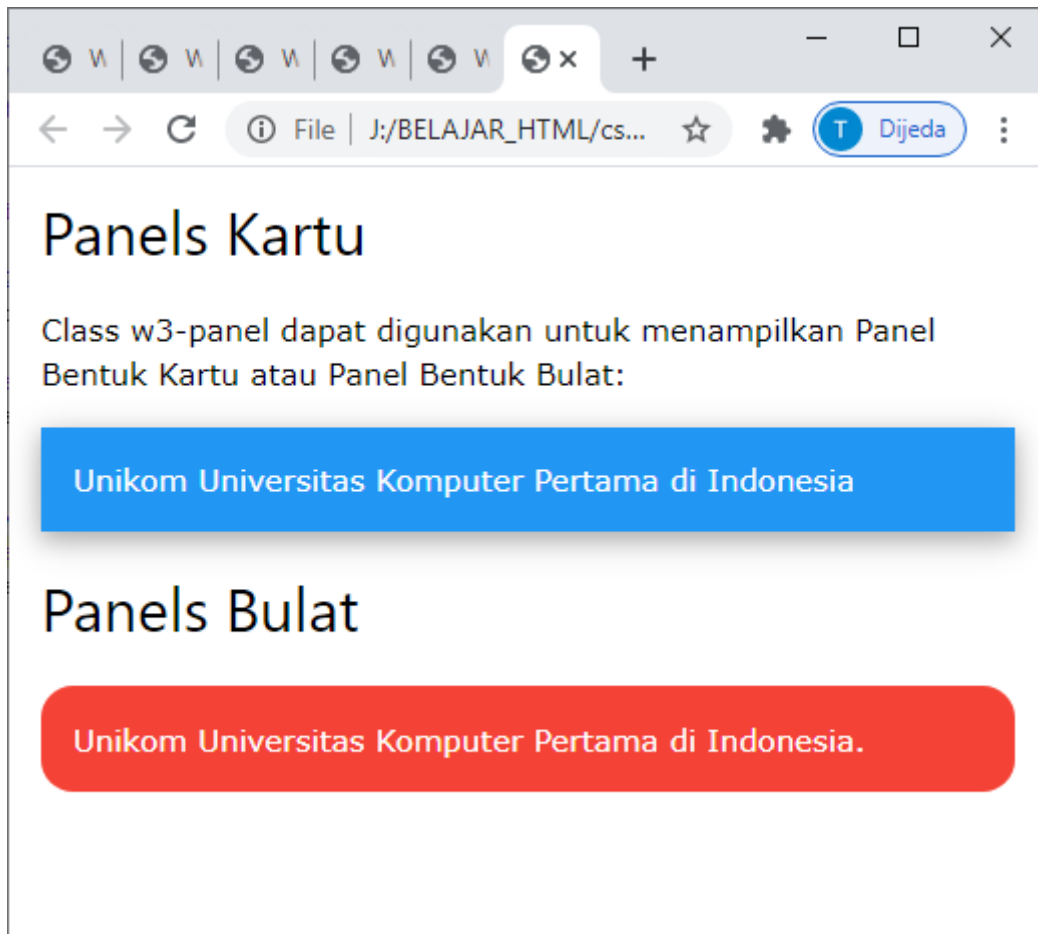 W W W W W
File J:/BELAJAR_HTML/cs... T Dijeda
Panels Kartu
Class w3-panel dapat digunakan untuk menampilkan Panel
Bentuk Kartu atau Panel Bentuk Bulat:
Unikom Universitas Komputer Pertama di Indonesia
Panels Bulat
Unikom Universitas Komputer Pertama di Indonesia.